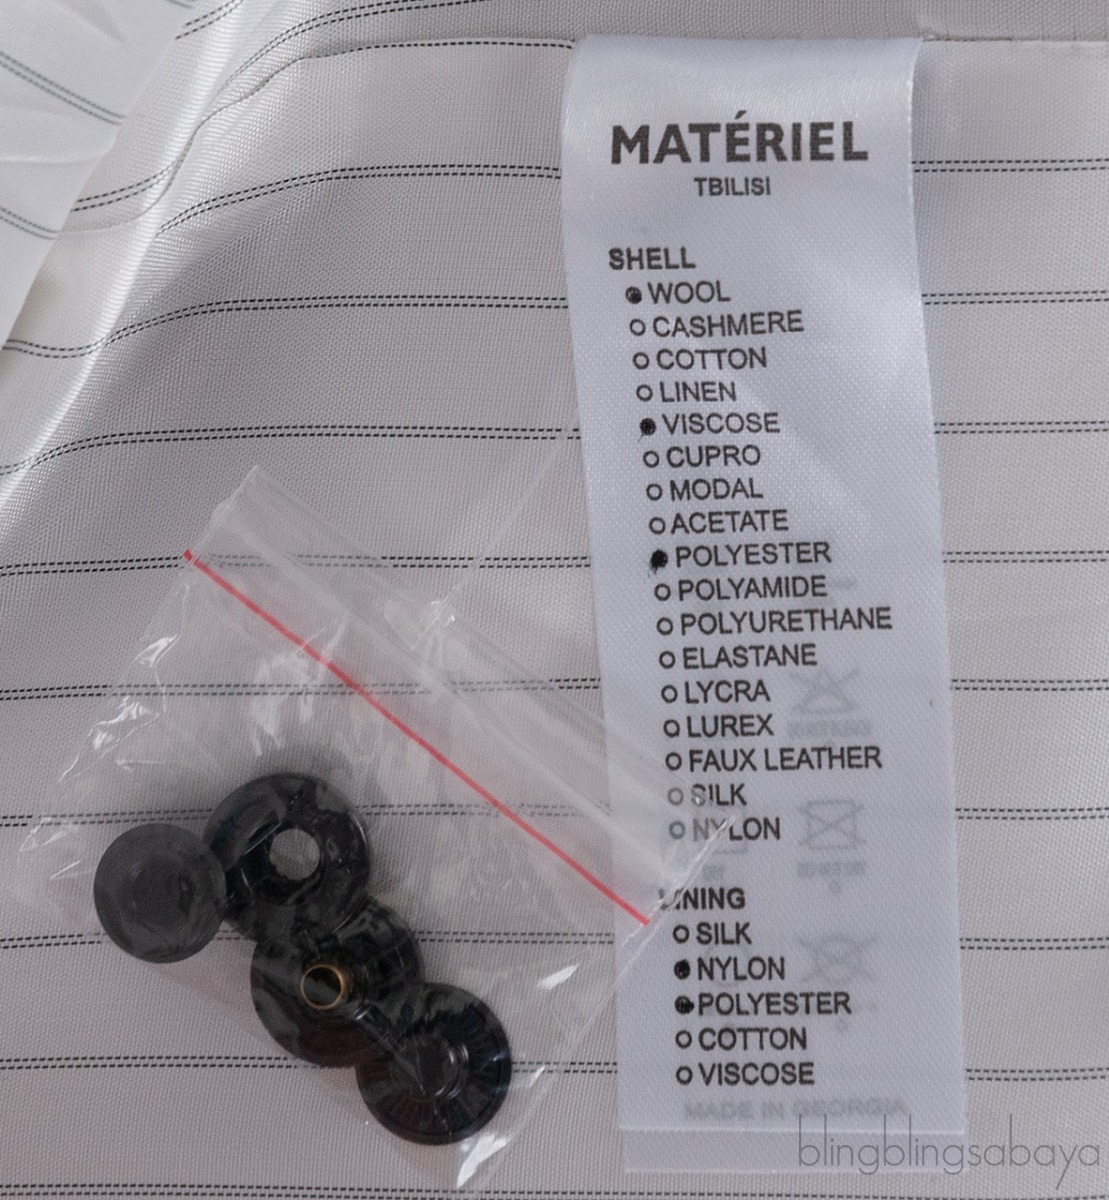 MATÉRIEL
TBILISI
SHELL
WOOL
CASHMERE
COTTON
LINEN
VISCOSE
CUPRO
MODAL
ACETATE
POLYESTER
POLYAMIDE
POLYURETHANE
ELASTANE
LYCRA
LUREX
FAUX LEATHER
SILK
NYLON
LINING
SILK
NYLON
POLYESTER
COTTON
VISCOSE
MADE IN GEORGIA
blingblingsabaya